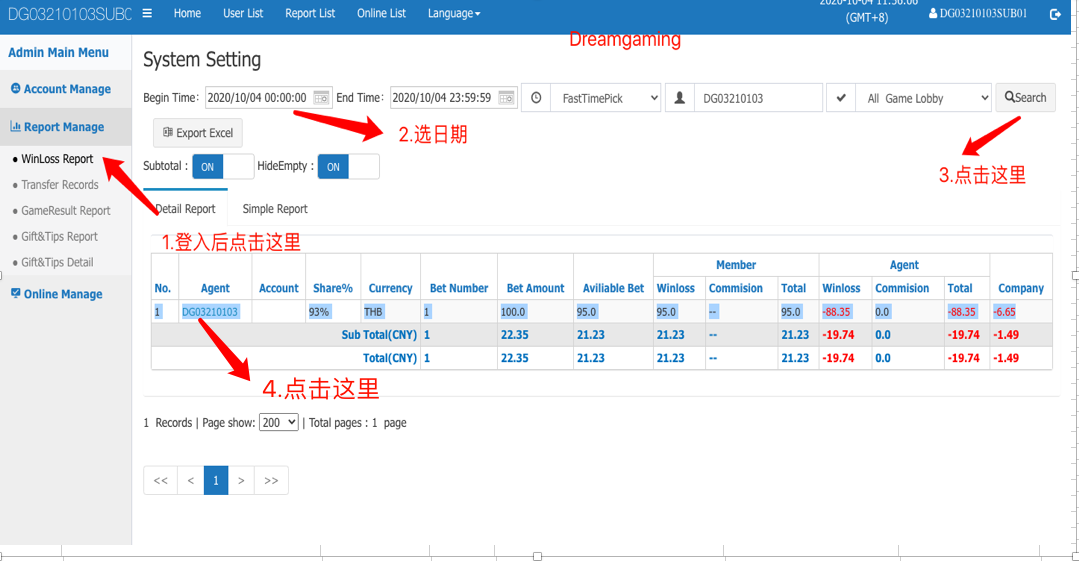 DG03210103SUB0
Home User List Report List Online List Language
2020-10-04 11:56:06
(GMT+8)
DG03210103SUB01
Dreamgaming
Admin Main Menu
Account Manage
Report Manage
WinLoss Report
Transfer Records
GameResult Report
Gift&Tips Report
Gift&Tips Detail
Online Manage
System Setting
Begin Time: 2020/10/04 00:00:00 End Time: 2020/10/04 23:59:59 FastTimePick DG03210103 All Game Lobby Search
Export Excel
2.选日期
Subtotal : ON HideEmpty : ON
3.点击这里
Detail Report Simple Report
1.登入后点击这里
Member Agent
No. Agent Account Share% Currency Bet Number Bet Amount Aviliable Bet Winloss Commision Total Winloss Commision Total Company
1 DG03210103 93% THB 1 100.0 95.0 95.0 -- 95.0 -88.35 0.0 -88.35 -6.65
Sub Total(CNY) 1 22.35 21.23 21.23 -- 21.23 -19.74 0.0 -19.74 -1.49
Total(CNY) 1 22.35 21.23 21.23 -- 21.23 -19.74 0.0 -19.74 -1.49
4.点击这里
1 Records | Page show: 200 | Total pages : 1 page
<< < 1 > >>